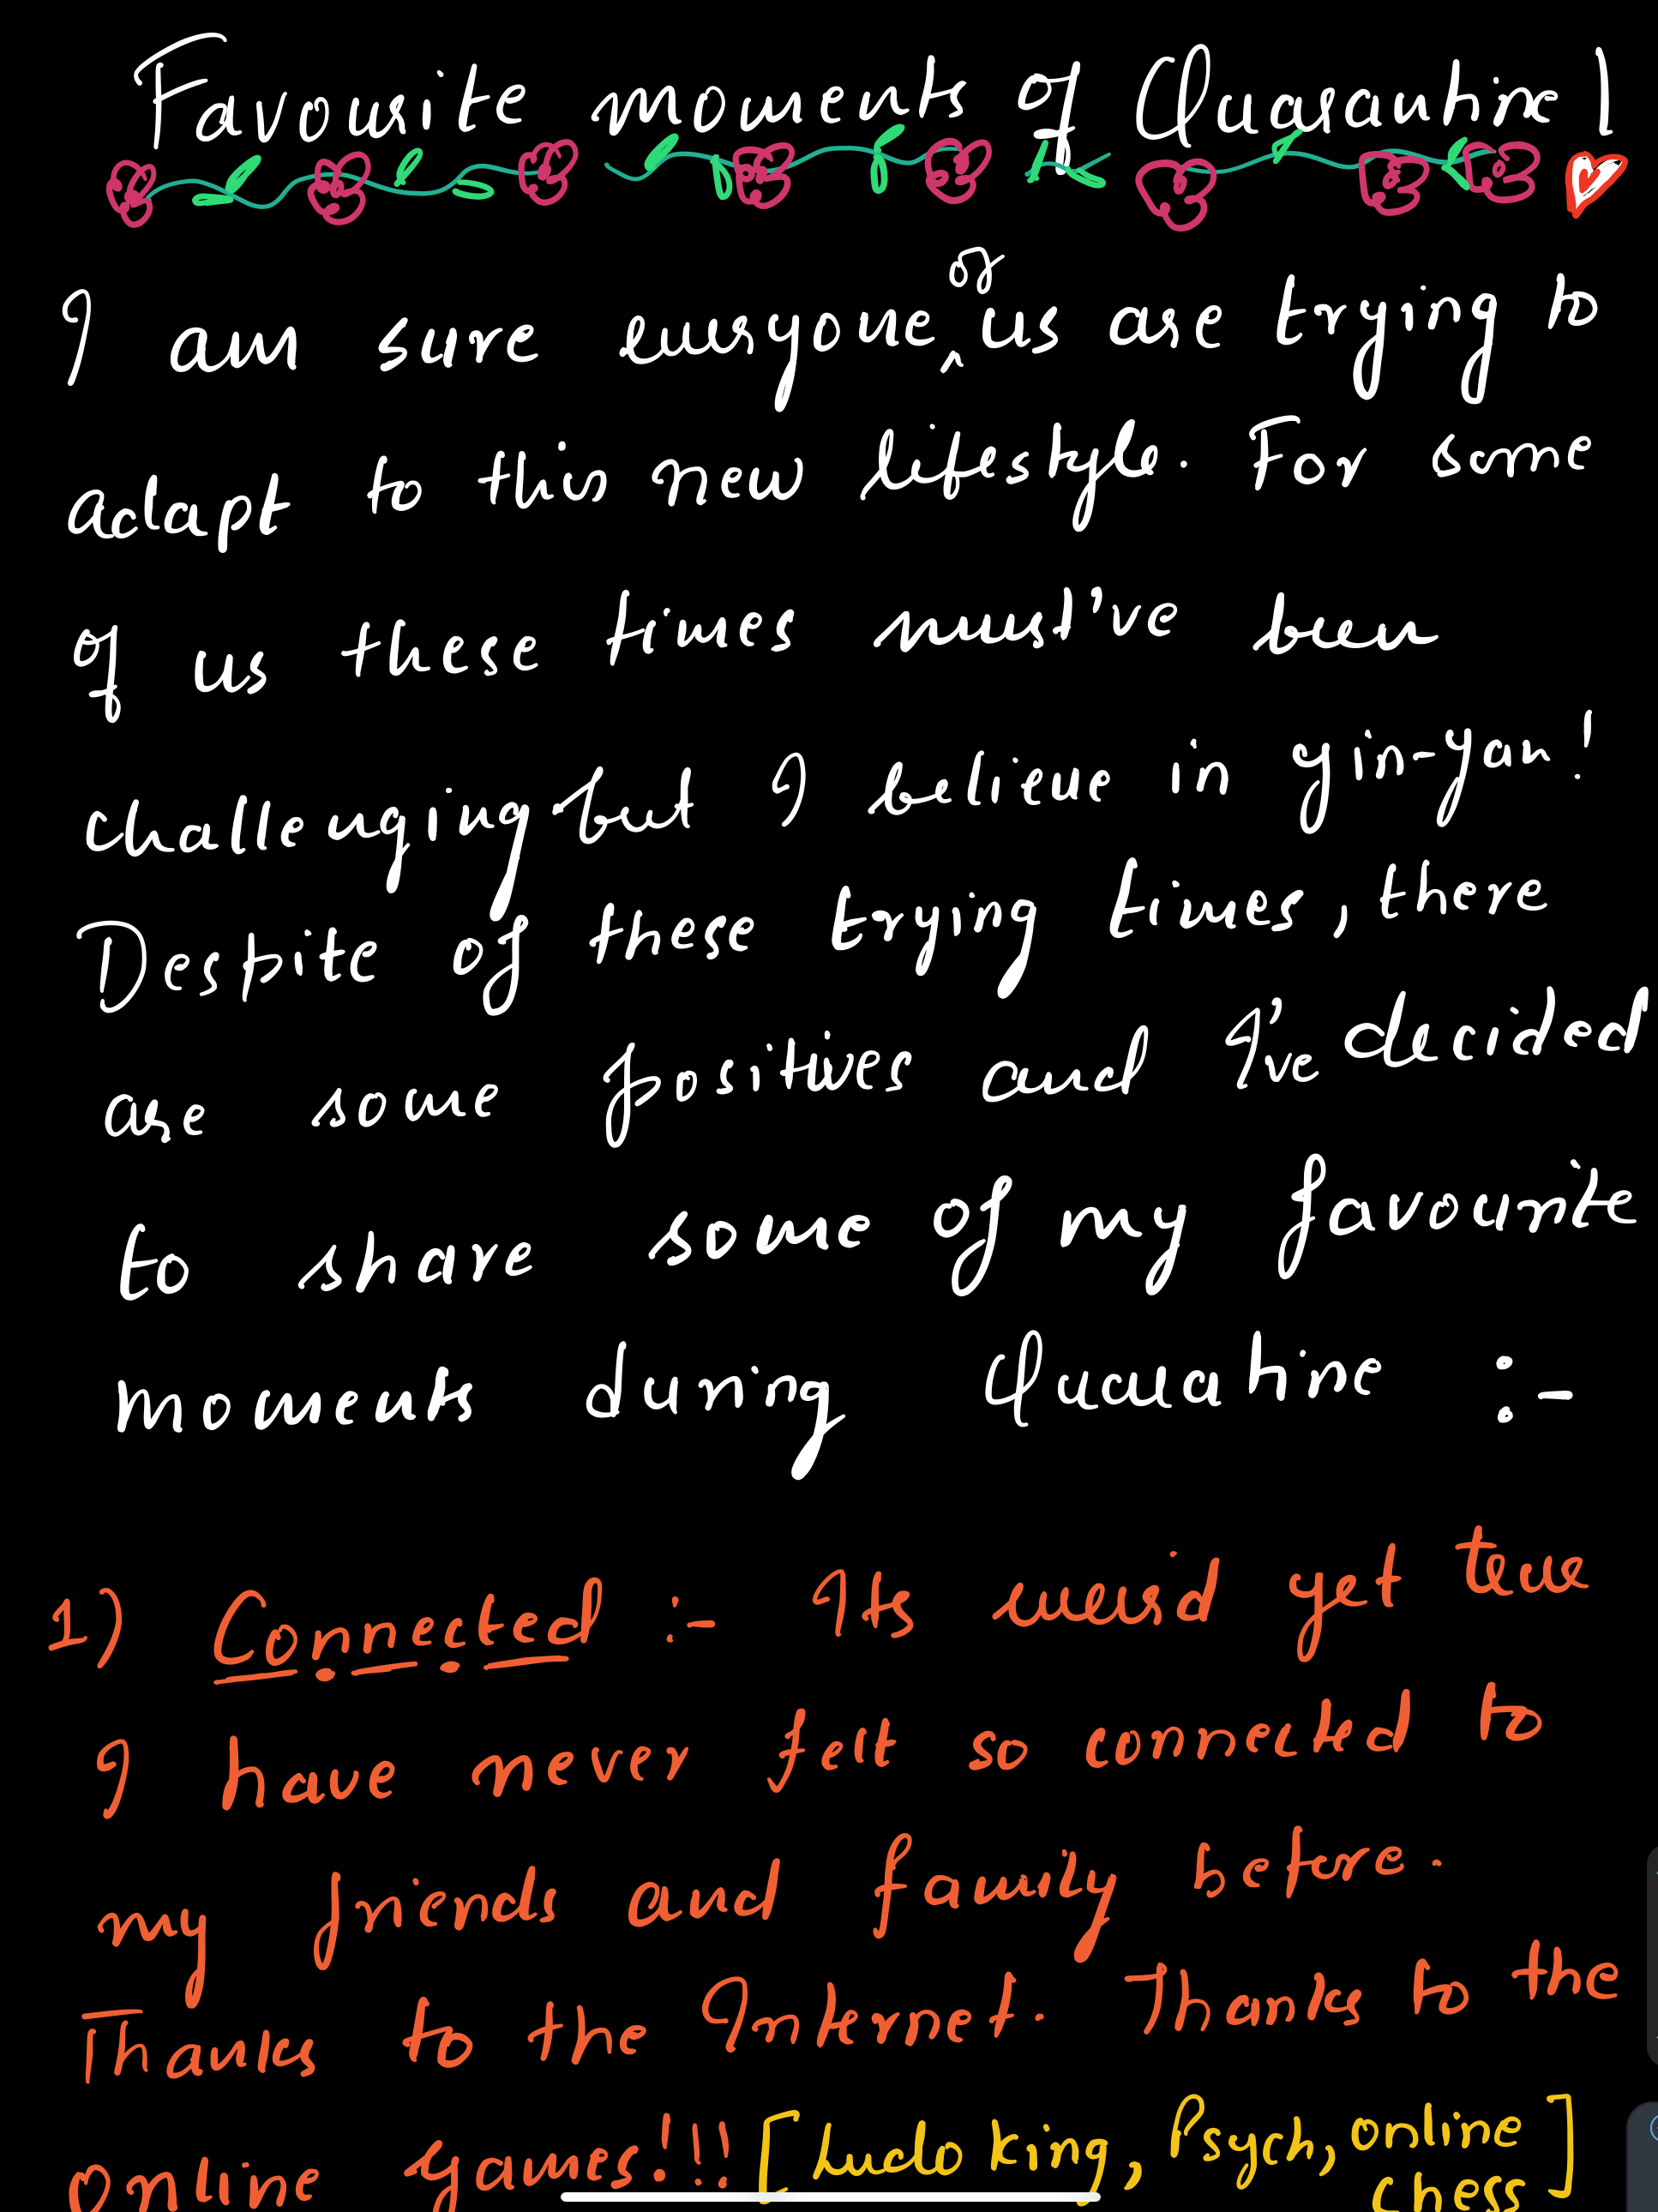 Favourite moments of Quarantine !
I am sure everyone of us are trying to
adapt to this new lifestyle. For some
of us these times must've been
challenging but I believe in yin-yan!
Despite of these trying times, there
are some positives and I've decided
to share some of my favourite
moments during Quaratine :-
1) Connected :- Its weird yet true
I have never felt so connected to
my friends and family before.
Thanks to the Internet. Thanks to the
online games!!! [Ludo king, Psych, online chess]